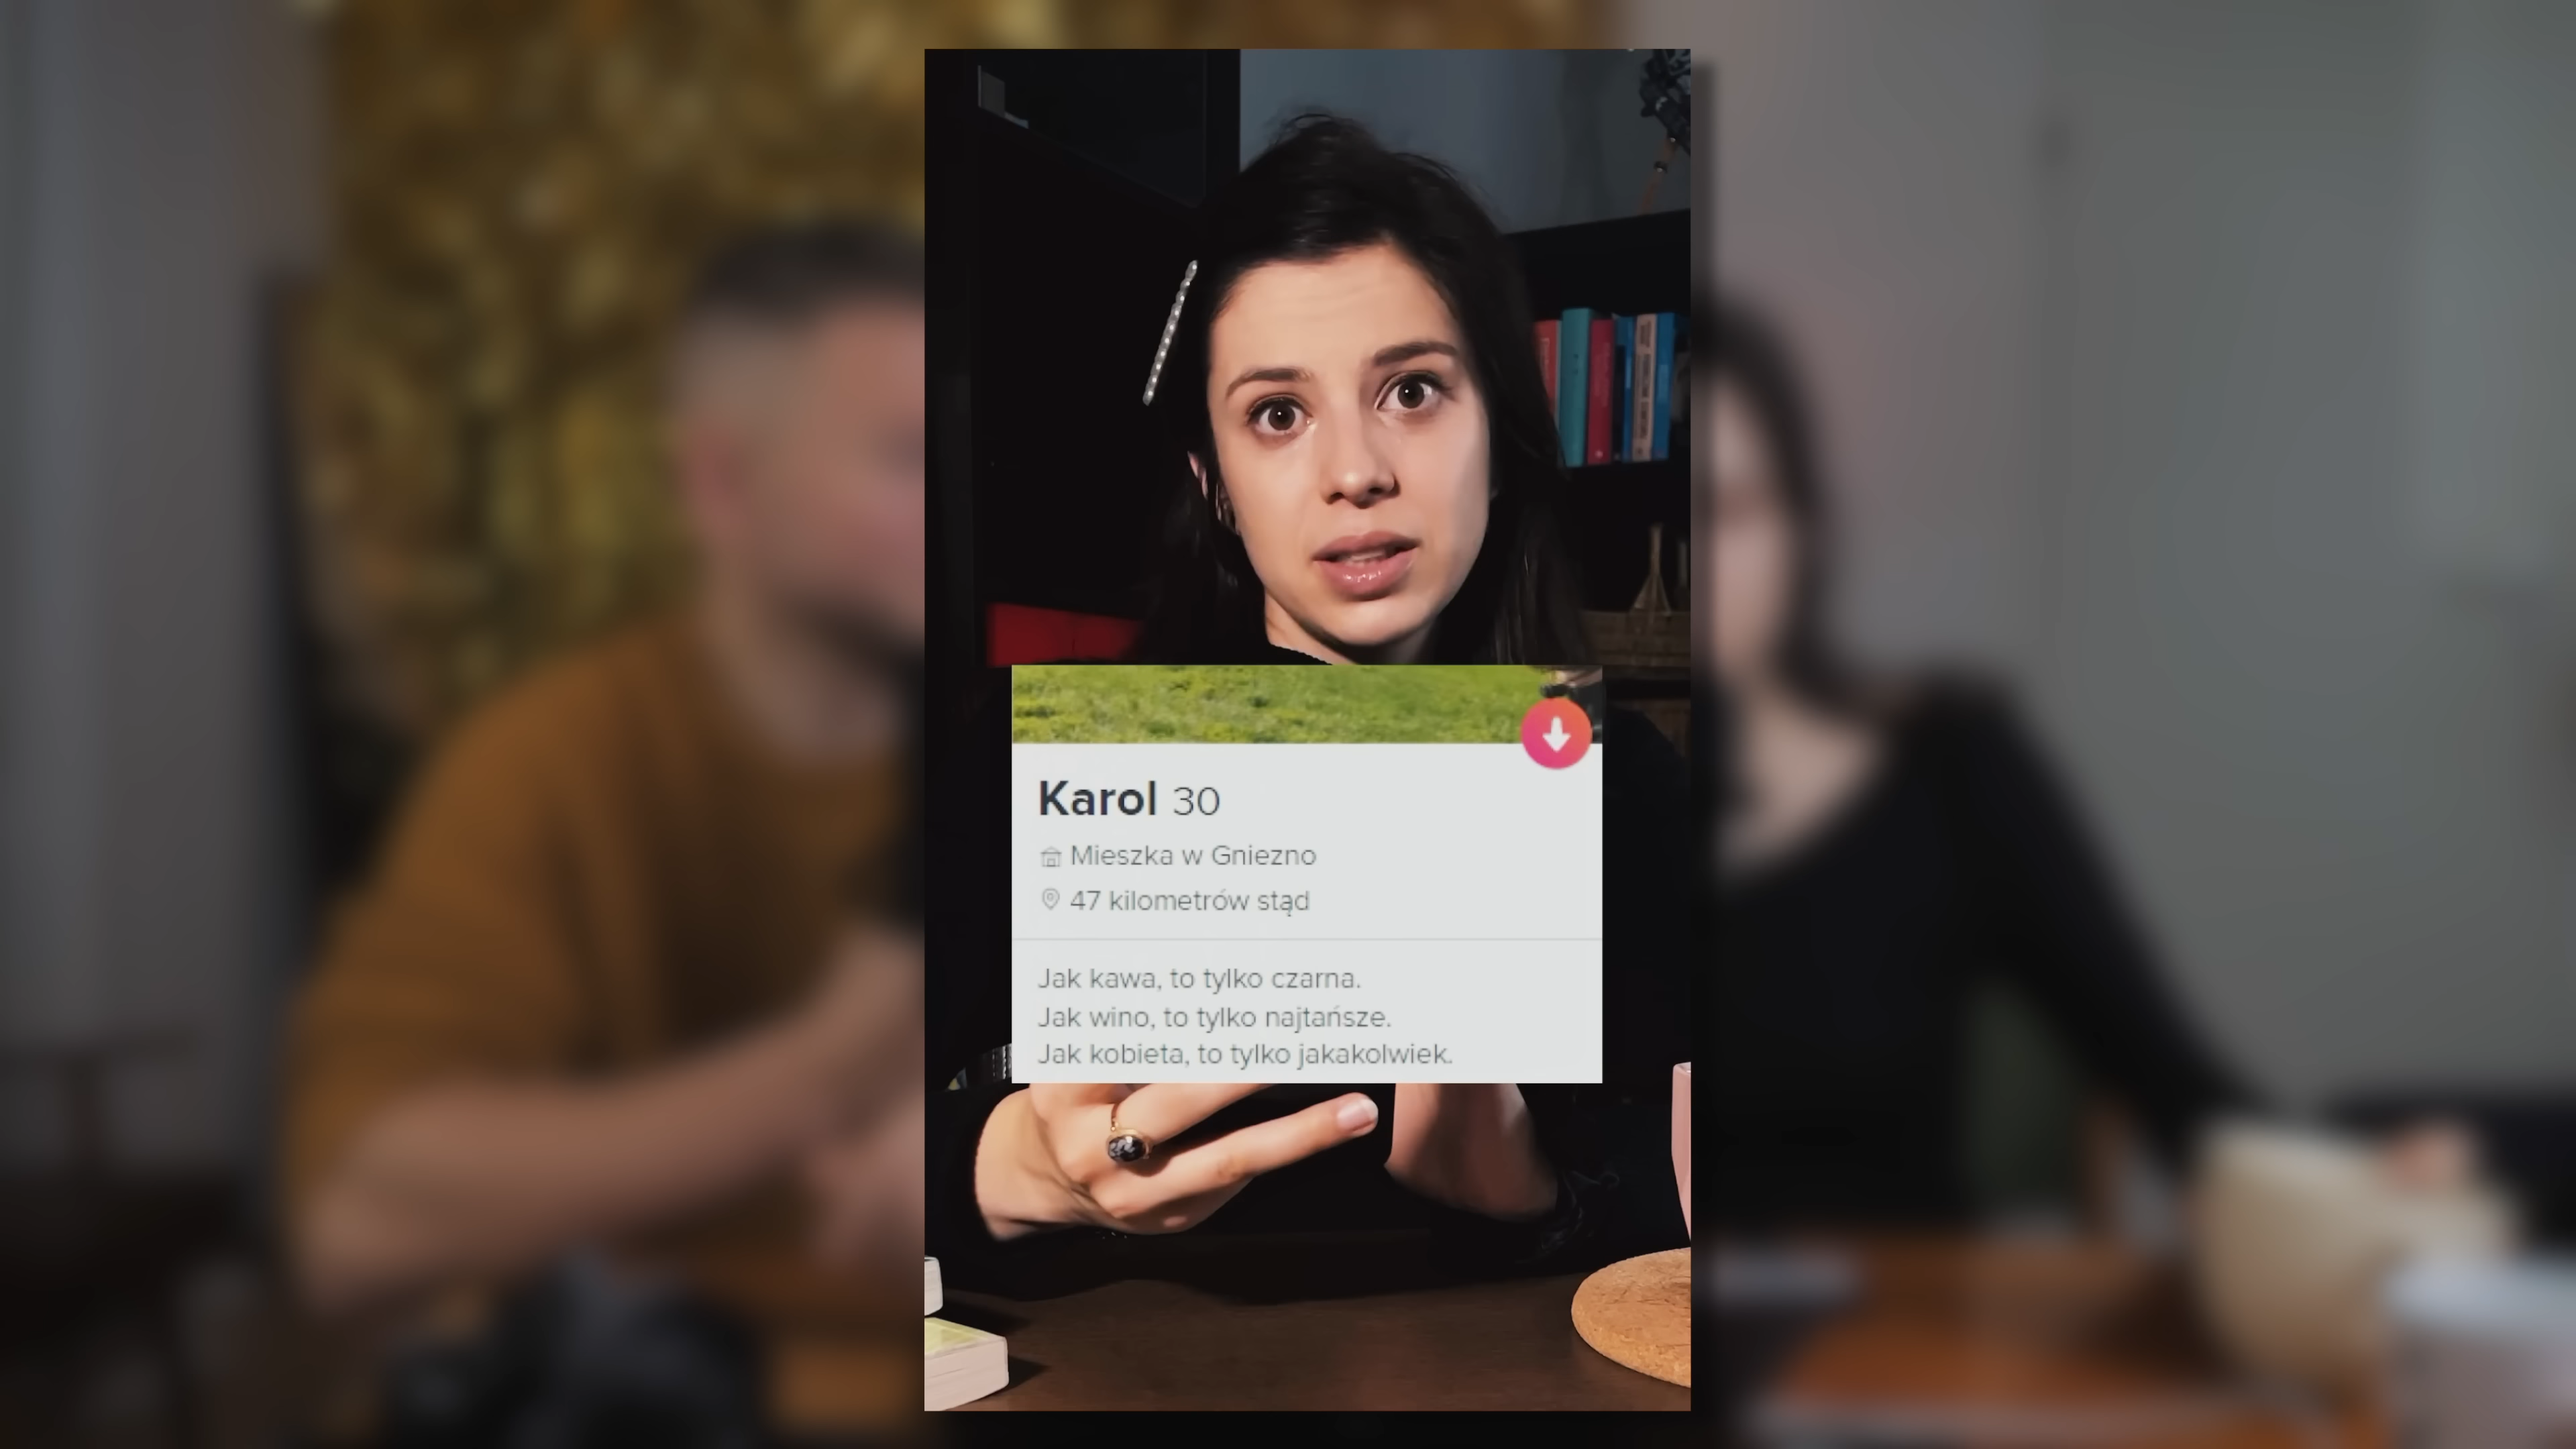 Karol 30
Mieszka w Gniezno
47 kilometrów stąd
Jak kawa, to tylko czarna.
Jak wino, to tylko najtańsze.
Jak kobieta, to tylko jakakolwiek.